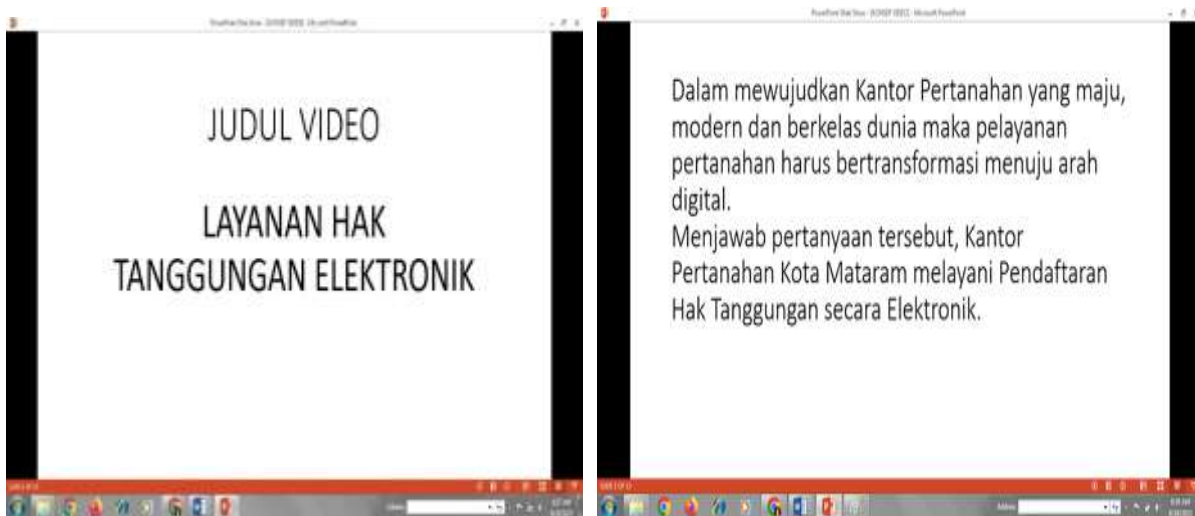 JUDUL VIDEO
LAYANAN HAK
TANGGUNGAN ELEKTRONIK
Dalam mewujudkan Kantor Pertanahan yang maju,
modern dan berkelas dunia maka pelayanan
pertanahan harus bertransformasi menuju arah
digital.
Menjawab pertanyaan tersebut, Kantor
Pertanahan Kota Mataram melayani Pendaftaran
Hak Tanggungan secara Elektronik.